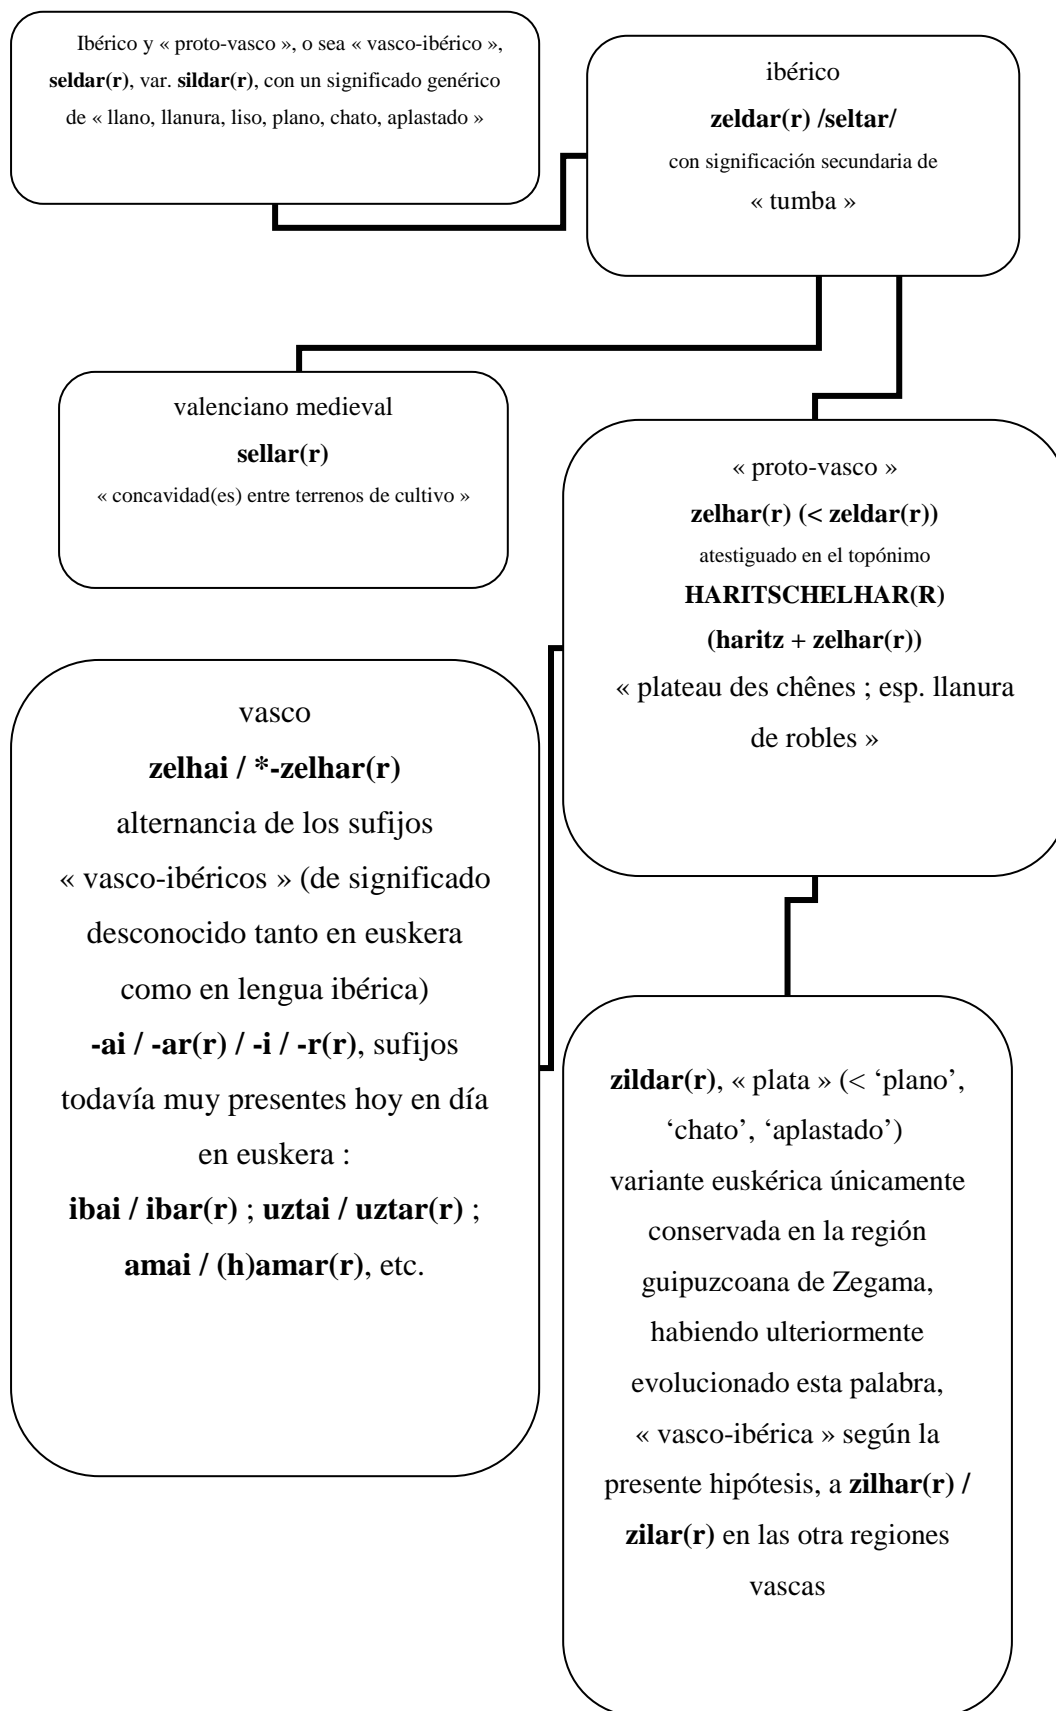 Ibérico y « proto-vasco », o sea « vasco-ibérico »,
seldar(r), var. sildar(r), con un significado genérico
de « llano, llanura, liso, plano, chato, aplastado »
ibérico
zeldar(r) /seltar/
con significación secundaria de
« tumba »
valenciano medieval
sellar(r)
« concavidad(es) entre terrenos de cultivo »
« proto-vasco »
zelhar(r) (< zeldar(r))
atestiguado en el topónimo
HARITSCHELHAR(R)
(haritz + zelhar(r))
« plateau des chênes ; esp. llanura
de robles »
vasco
zelhai / *-zelhar(r)
alternancia de los sufijos
« vasco-ibéricos » (de significado
desconocido tanto en euskera
como en lengua ibérica)
-ai / -ar(r) / -i / -r(r), sufijos
todavía muy presentes hoy en día
en euskera :
ibai / ibar(r) ; uztai / uztar(r) ;
amai / (h)amar(r), etc.
zildar(r), « plata » (< ‘plano’,
‘chato’, ‘aplastado’)
variante euskérica únicamente
conservada en la región
guipuzcoana de Zegama,
habiendo ulteriormente
evolucionado esta palabra,
« vasco-ibérica » según la
presente hipótesis, a zilhar(r) /
zilar(r) en las otra regiones
vascas